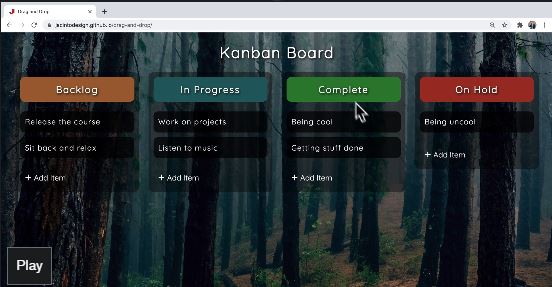 Drag and Drop
jacintodesign.github.io/drag-and-drop/
Kanban Board
Backlog
Release the course
Sit back and relax
+ Add Item
In Progress
Work on projects
Listen to music
+ Add Item
Complete
Being cool
Getting stuff done
+ Add Item
On Hold
Being uncool
+ Add Item
Play